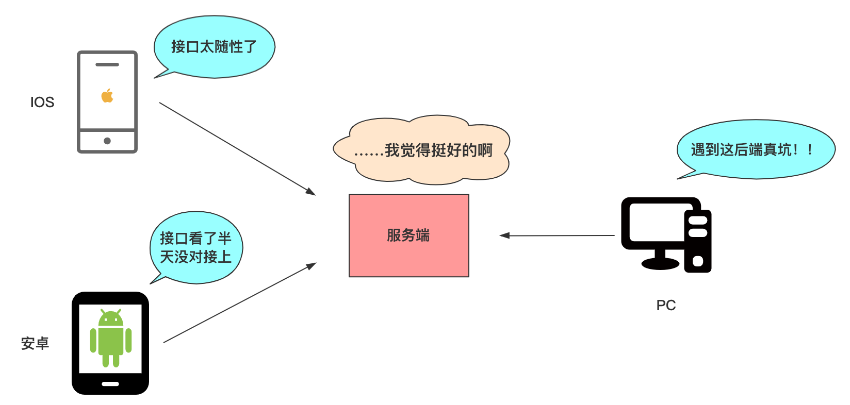 接口太随性了
IOS
……我觉得挺好的啊
遇到这后端真坑！！
服务端
接口看了半
天没对接上
PC
安卓